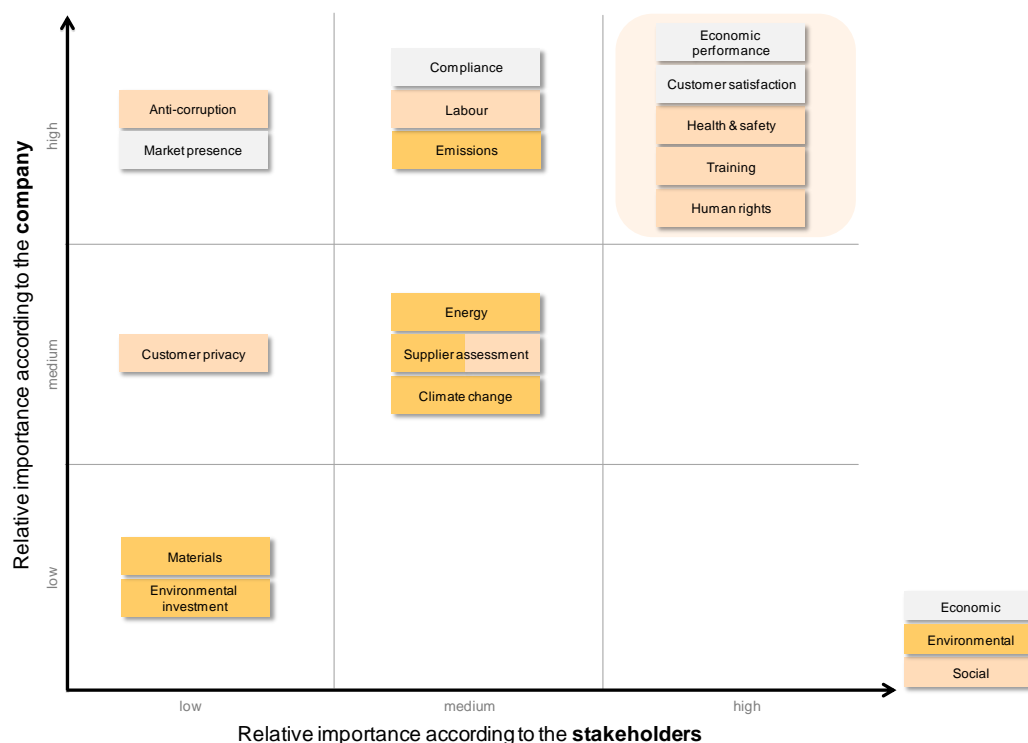 Relative importance according to the company
high
medium
low
Anti-corruption
Market presence
Compliance
Labour
Emissions
Economic
performance
Customer satisfaction
Health & safety
Training
Human rights
Customer privacy
Energy
Supplier assessment
Climate change
Materials
Environmental
investment
Economic
Environmental
Social
low
medium
high
Relative importance according to the stakeholders